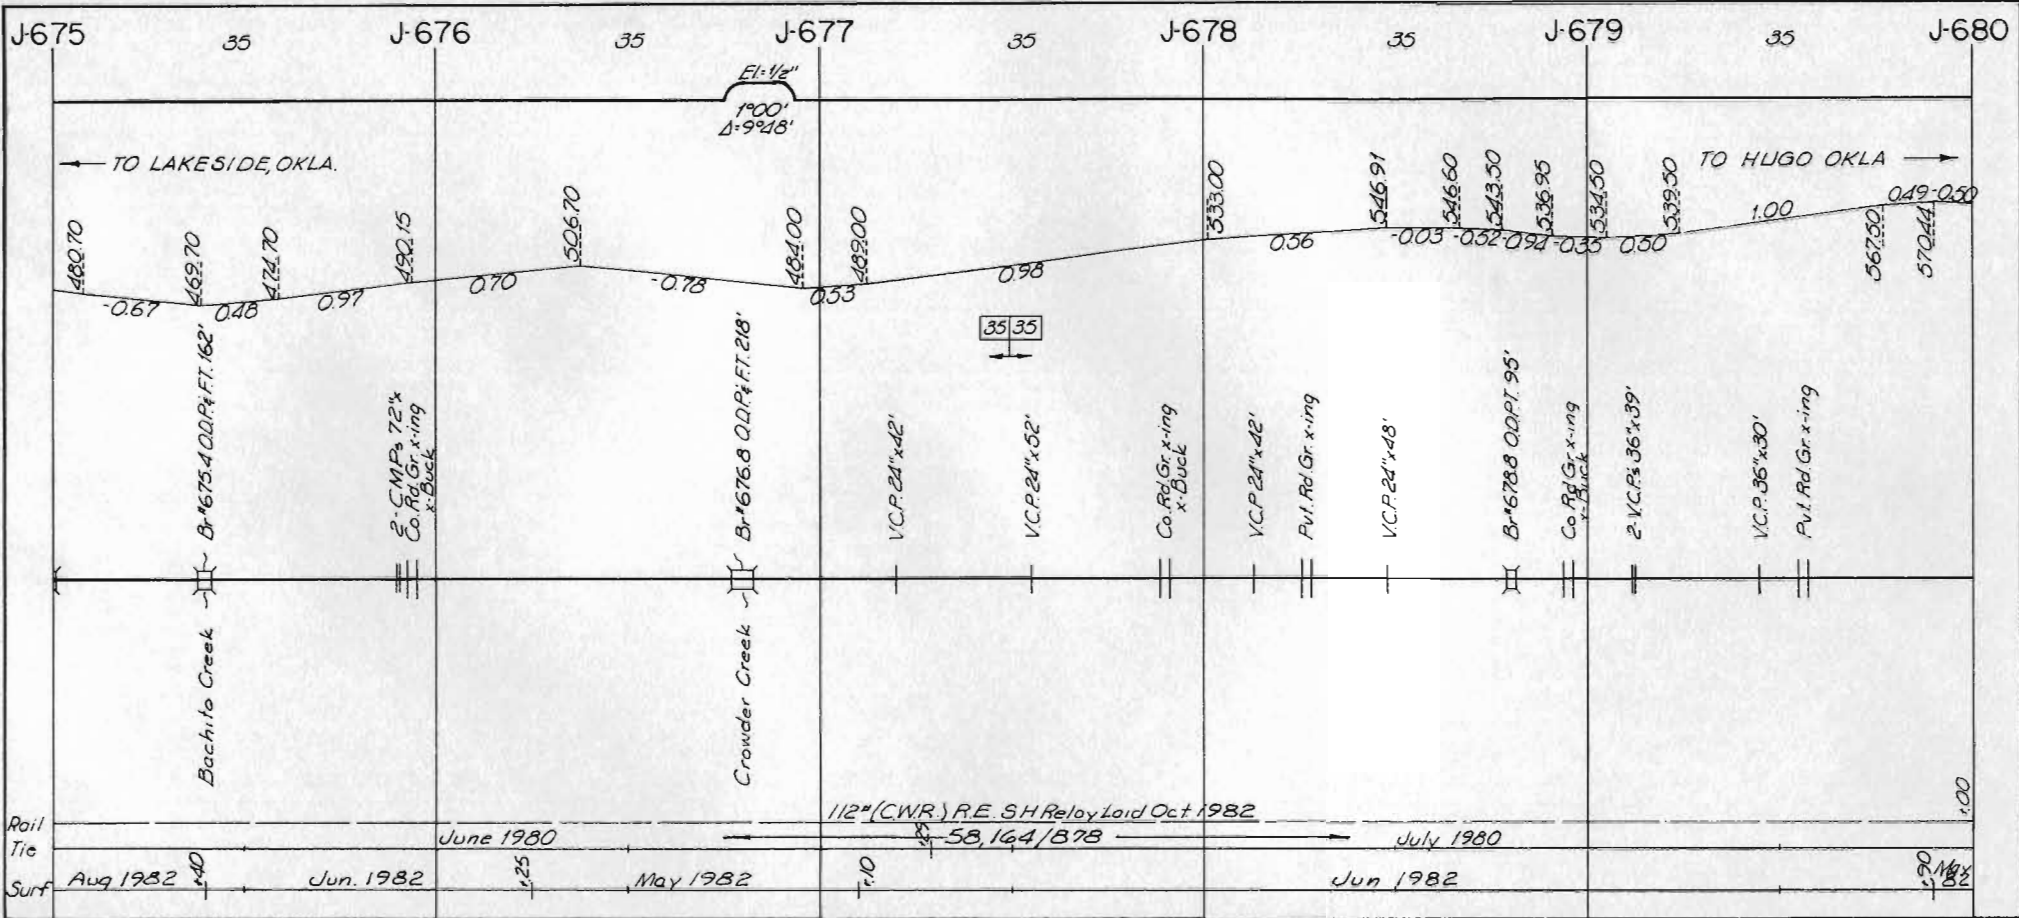 J-675 35 J-676 35 J-677 35 J-678 35 J-679 35 J-680
El=1/2"
1°00'
Δ=9°48'
← TO LAKESIDE, OKLA.
TO HUGO OKLA →
480.70 469.70 474.70 490.15 506.70 484.00 489.00 533.00 546.91 546.60 543.50 536.95 534.50 539.50 567.50 570.44
-0.67 0.48 0.97 0.70 -0.78 0.53 0.98 0.56 -0.03 -0.52 -0.94 -0.35 0.50 1.00 0.49 -0.50
35 35
Br#675.4 O.D.P.&F.T. 162'
2-CMPs 72"x
Co.Rd.Gr.x-ing
x-Buck
Br#676.8 O.D.P.&F.T. 218'
V.C.P. 24"x42'
V.C.P. 24"x52'
Co.Rd.Gr.x-ing
x-Buck
V.C.P. 24"x42'
Pvt.Rd.Gr.x-ing
V.C.P. 24"x48'
Br#678.8 O.D.P.T. 95'
Co.Rd.Gr.x-ing
x-Buck
2-V.C.P.s 36"x39'
V.C.P. 36"x30'
Pvt.Rd.Gr.x-ing
Bachito Creek
Crowder Creek
Rail 112#(C.W.R.) R.E. SH Relay Laid Oct 1982 +.00
Tie June 1980 58,164/878 +.25 July 1980
Surf Aug 1982 +.40 Jun. 1982 +.25 May 1982 +.10 Jun 1982 +.90 May
82